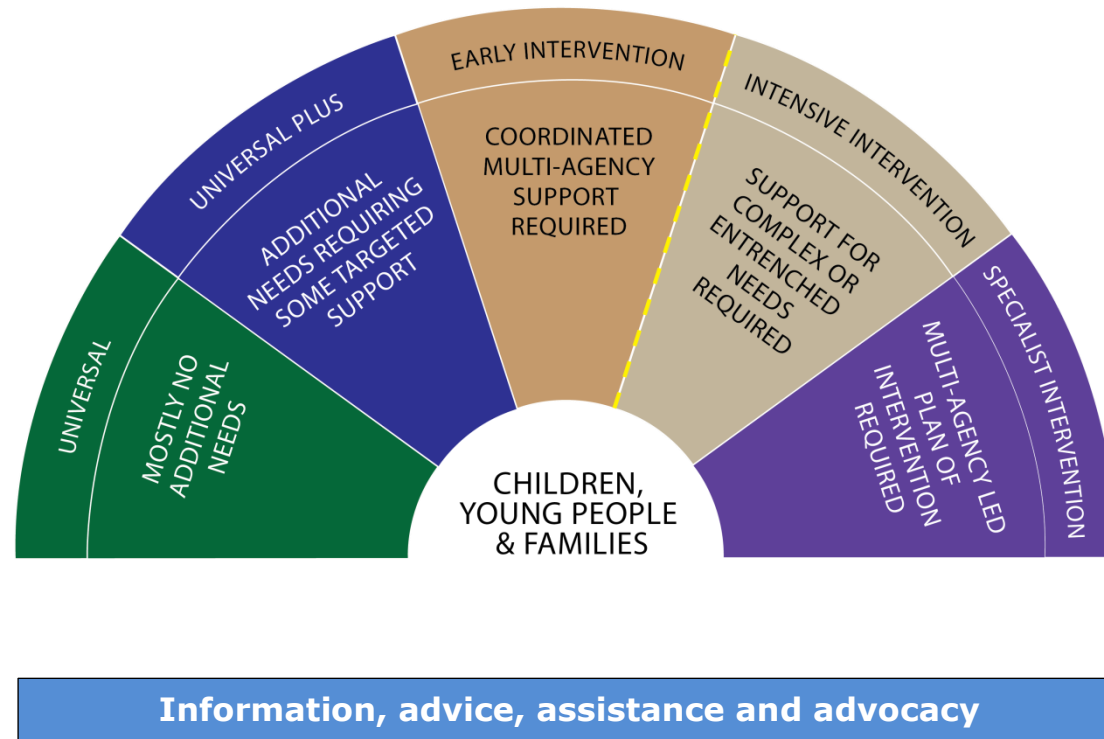 UNIVERSAL
MOSTLY NO
ADDITIONAL
NEEDS
UNIVERSAL PLUS
ADDITIONAL
NEEDS REQUIRING
SOME TARGETED
SUPPORT
EARLY INTERVENTION
COORDINATED
MULTI-AGENCY
SUPPORT
REQUIRED
INTENSIVE INTERVENTION
SUPPORT FOR
COMPLEX OR
ENTRENCHED
NEEDS
REQUIRED
SPECIALIST INTERVENTION
MULTI-AGENCY LED
PLAN OF
INTERVENTION
REQUIRED
CHILDREN,
YOUNG PEOPLE
& FAMILIES
Information, advice, assistance and advocacy